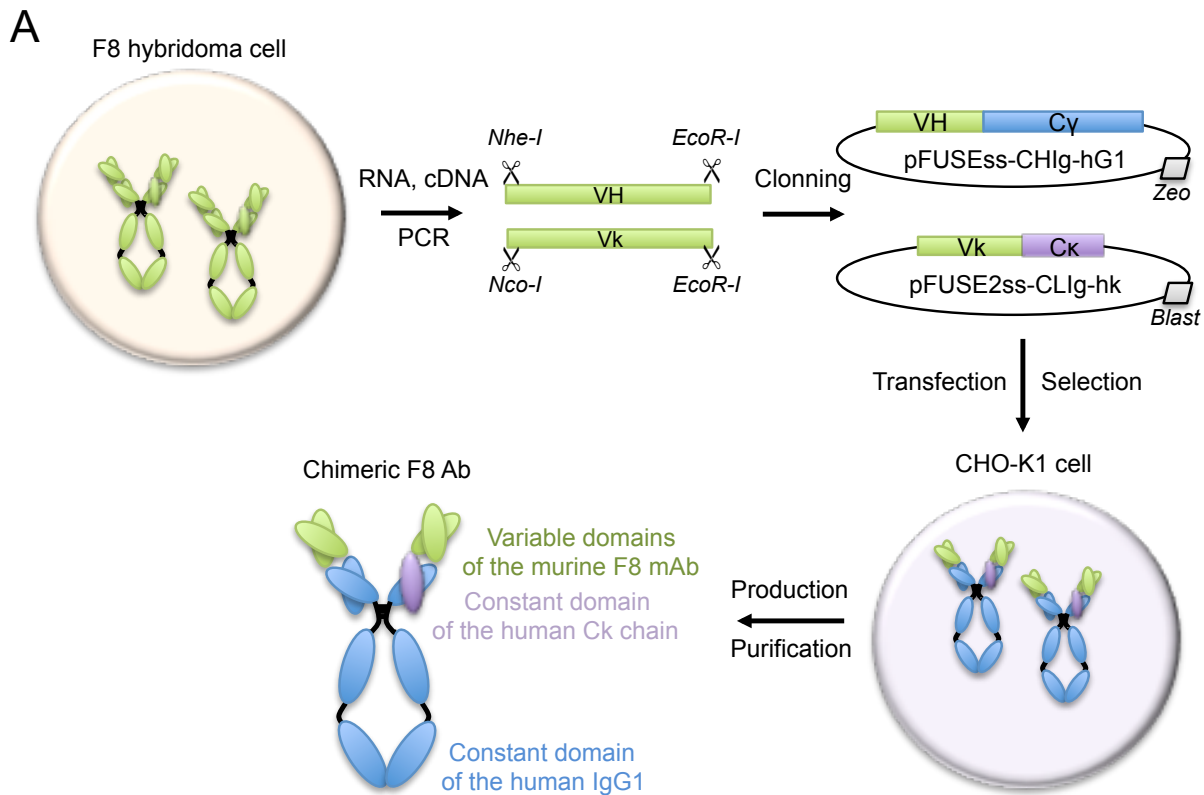 A
F8 hybridoma cell
RNA, cDNA
PCR
Nhe-I
EcoR-I
VH
Vk
Nco-I
EcoR-I
Clonning
VH
Cγ
pFUSEss-CHIg-hG1
Zeo
Vk
Cκ
pFUSE2ss-CLIg-hk
Blast
Transfection
Selection
CHO-K1 cell
Production
Purification
Chimeric F8 Ab
Variable domains
of the murine F8 mAb
Constant domain
of the human Ck chain
Constant domain
of the human IgG1